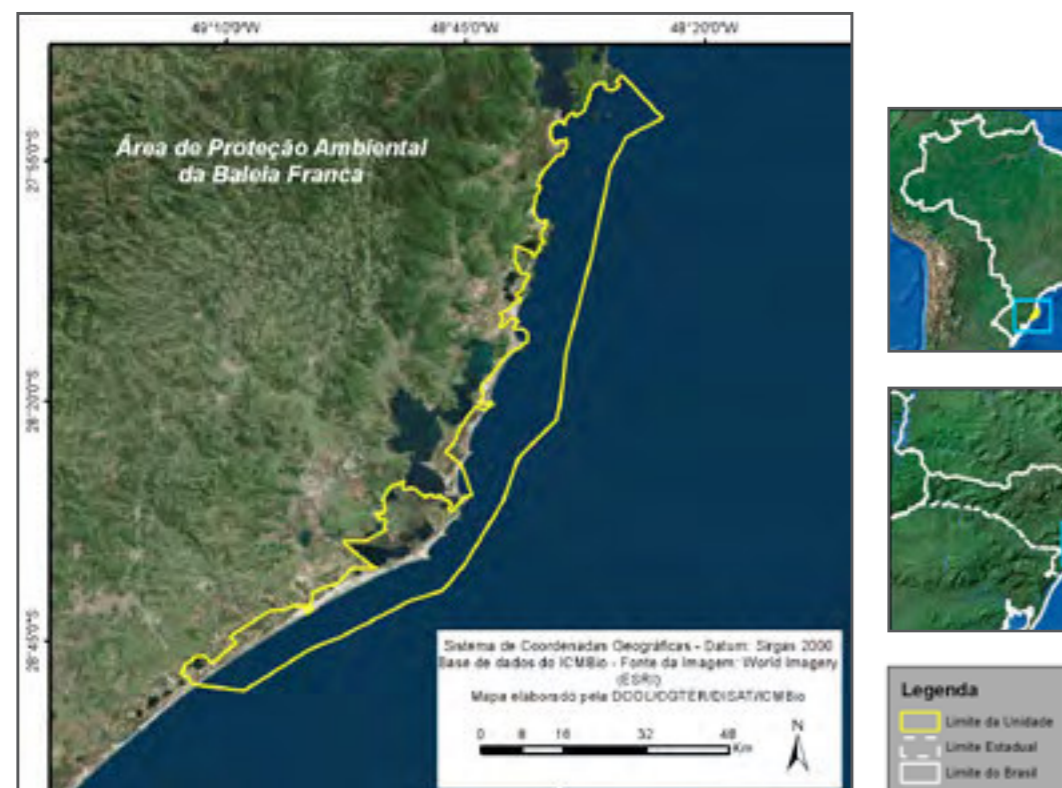 49°10'0"W 48°45'0"W 48°20'0"W
27°55'0"S
28°20'0"S
28°45'0"S
Área de Proteção Ambiental
da Baleia Franca
Sistema de Coordenadas Geográficas - Datum: Sirgas 2000
Base de dados do ICMBio - Fonte da Imagem: World Imagery
(ESRI)
Mapa elaborado pela DCOL/CGTER/DISAT/ICMBio
0 8 16 32 48
Km
N
Legenda
Limite da Unidade
Limite Estadual
Limite do Brasil